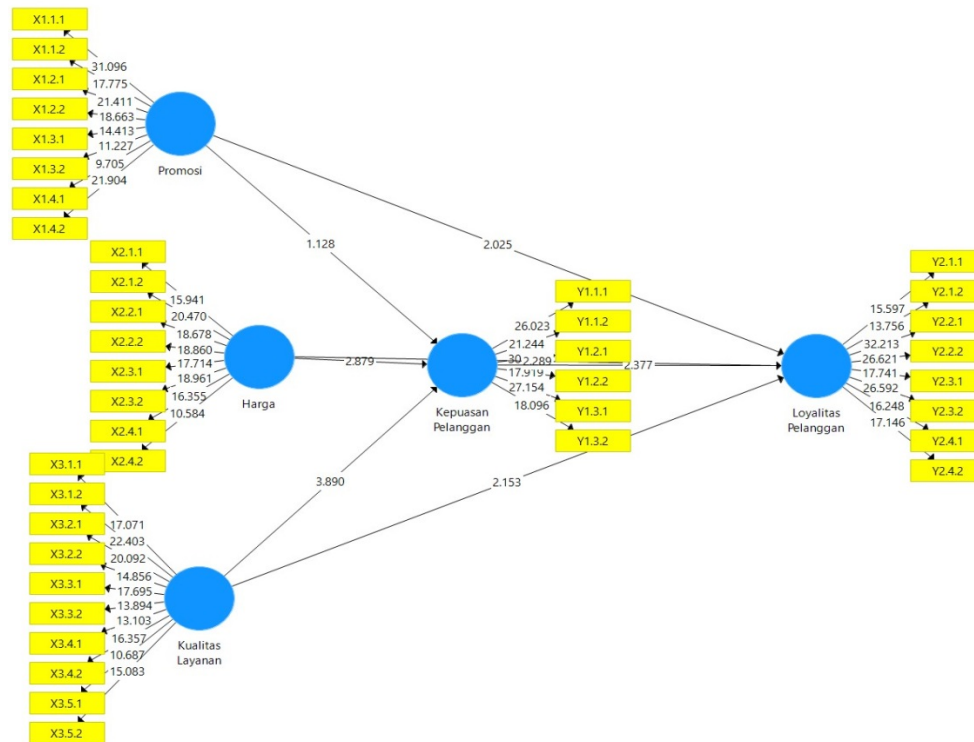 X1.1.1
X1.1.2
X1.2.1
X1.2.2
X1.3.1
X1.3.2
X1.4.1
X1.4.2
31.096
17.775
21.411
18.663
14.413
11.227
9.705
21.904
Promosi
1.128
2.025
X2.1.1
X2.1.2
X2.2.1
X2.2.2
X2.3.1
X2.3.2
X2.4.1
X2.4.2
15.941
20.470
18.678
18.860
17.714
18.961
16.355
10.584
Harga
2.879
Kepuasan
Pelanggan
26.023
21.244
30
2.289
17.919
27.154
18.096
Y1.1.1
Y1.1.2
Y1.2.1
Y1.2.2
Y1.3.1
Y1.3.2
2.377
Loyalitas
Pelanggan
15.597
13.756
32.213
26.621
17.741
26.592
16.248
17.146
Y2.1.1
Y2.1.2
Y2.2.1
Y2.2.2
Y2.3.1
Y2.3.2
Y2.4.1
Y2.4.2
3.890
2.153
X3.1.1
X3.1.2
X3.2.1
X3.2.2
X3.3.1
X3.3.2
X3.4.1
X3.4.2
X3.5.1
X3.5.2
17.071
22.403
20.092
14.856
17.695
13.894
13.103
16.357
10.687
15.083
Kualitas
Layanan